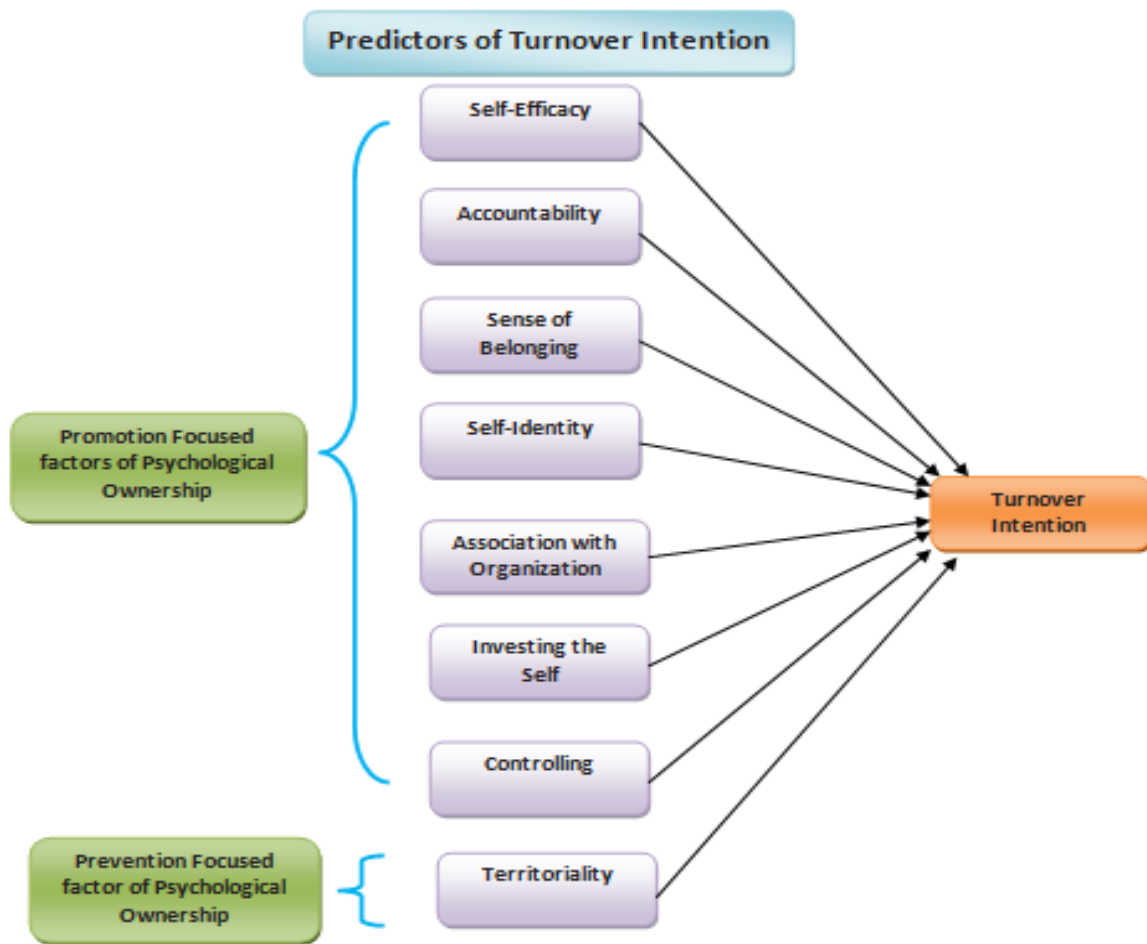 Predictors of Turnover Intention
Self-Efficacy
Accountability
Sense of
Belonging
Self-Identity
Promotion Focused
factors of Psychological
Ownership
Turnover
Intention
Association with
Organization
Investing the
Self
Controlling
Prevention Focused
factor of Psychological
Ownership
Territoriality